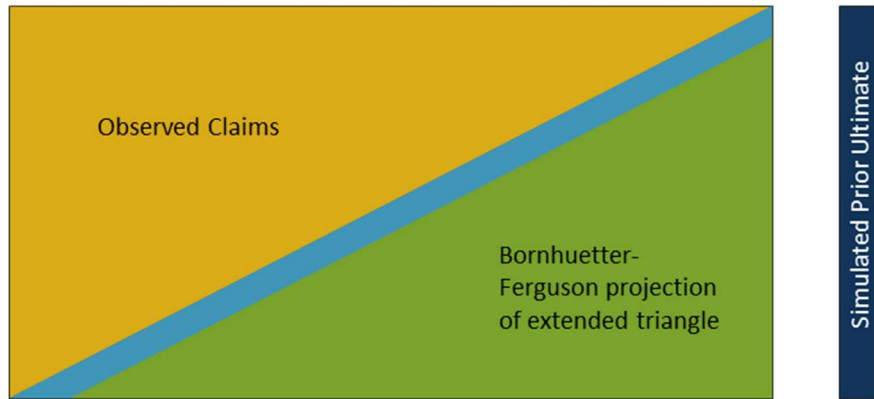 Observed Claims
Bornhuetter-
Ferguson projection
of extended triangle
Simulated Prior Ultimate